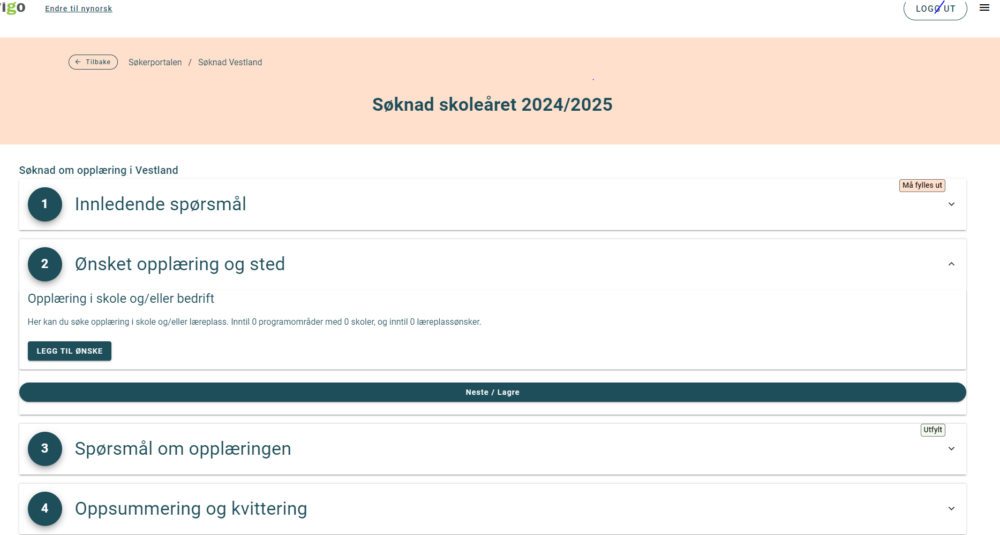 vigo
Endre til nynorsk
LOGG UT
← Tilbake
Søkerportalen / Søknad Vestland
Søknad skoleåret 2024/2025
Søknad om opplæring i Vestland
Må fylles ut
1 Innledende spørsmål
2 Ønsket opplæring og sted
Opplæring i skole og/eller bedrift
Her kan du søke opplæring i skole og/eller læreplass. Inntil 0 programområder med 0 skoler, og inntil 0 læreplassønsker.
LEGG TIL ØNSKE
Neste / Lagre
Utfylt
3 Spørsmål om opplæringen
4 Oppsummering og kvittering